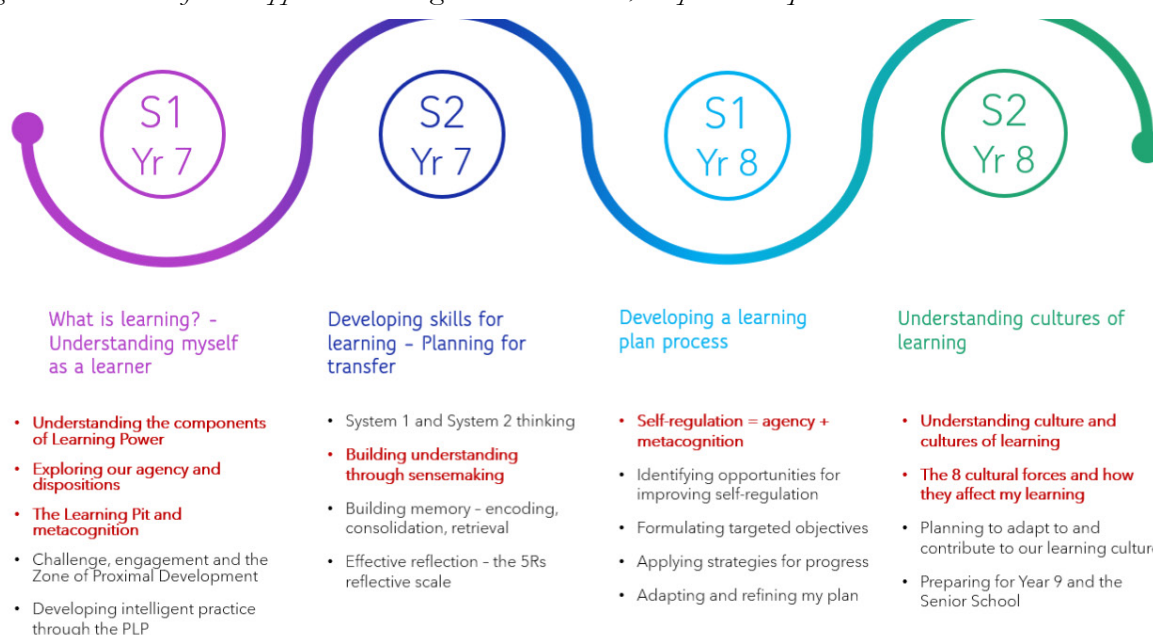 S1
Yr 7
S2
Yr 7
S1
Yr 8
S2
Yr 8
What is learning? -
Understanding myself
as a learner
• Understanding the components
of Learning Power
• Exploring our agency and
dispositions
• The Learning Pit and
metacognition
• Challenge, engagement and the
Zone of Proximal Development
• Developing intelligent practice
through the PLP
Developing skills for
learning – Planning for
transfer
• System 1 and System 2 thinking
• Building understanding
through sensemaking
• Building memory – encoding,
consolidation, retrieval
• Effective reflection – the 5Rs
reflective scale
Developing a learning
plan process
• Self-regulation = agency +
metacognition
• Identifying opportunities for
improving self-regulation
• Formulating targeted objectives
• Applying strategies for progress
• Adapting and refining my plan
Understanding cultures of
learning
• Understanding culture and
cultures of learning
• The 8 cultural forces and how
they affect my learning
• Planning to adapt to and
contribute to our learning culture
• Preparing for Year 9 and the
Senior School